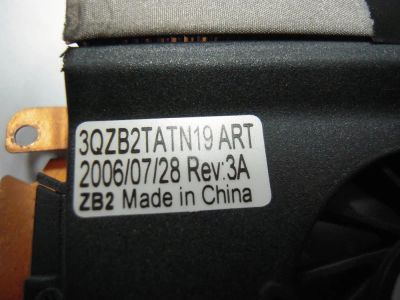 3QZB2TATN19 ART
2006/07/28 Rev:3A
ZB2 Made in China